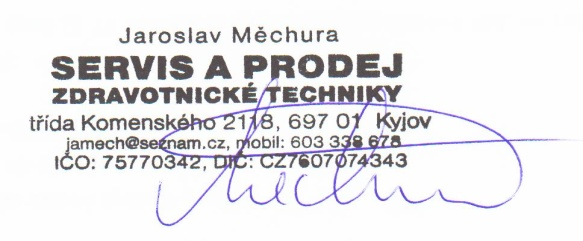 Jaroslav Měchura
SERVIS A PRODEJ
ZDRAVOTNICKÉ TECHNIKY
třída Komenského 2118, 697 01 Kyjov
jamech@seznam.cz, mobil: 603 338 678
IČO: 75770342, DIČ: CZ7607074343